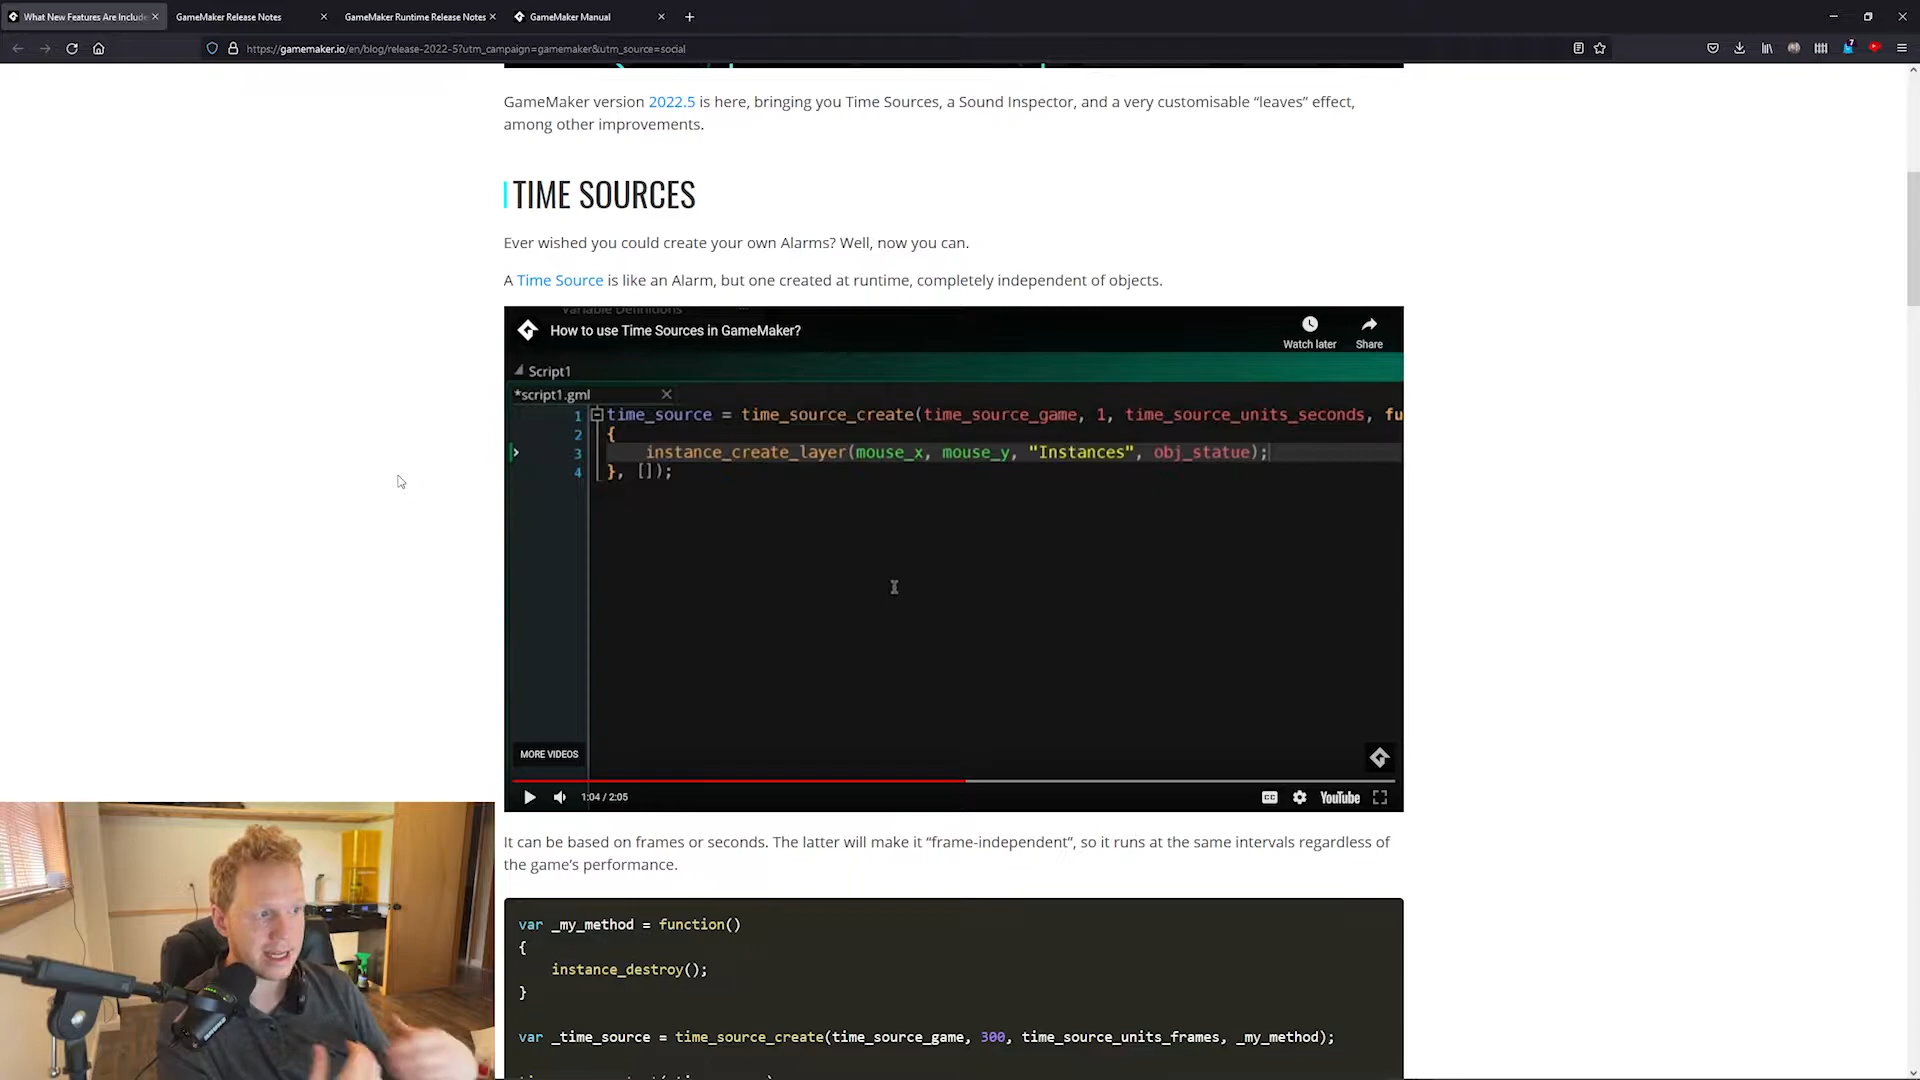 What New Features Are Include
GameMaker Release Notes
GameMaker Runtime Release Notes
GameMaker Manual
https://gamemaker.io/en/blog/release-2022-5?utm_campaign=gamemaker&utm_source=social
7
GameMaker version 2022.5 is here, bringing you Time Sources, a Sound Inspector, and a very customisable “leaves” effect,
among other improvements.
TIME SOURCES
Ever wished you could create your own Alarms? Well, now you can.
A Time Source is like an Alarm, but one created at runtime, completely independent of objects.
Variable Definitions
How to use Time Sources in GameMaker?
Watch later
Share
Script1
*script1.gml
1 time_source = time_source_create(time_source_game, 1, time_source_units_seconds, fu
2 {
3 instance_create_layer(mouse_x, mouse_y, "Instances", obj_statue);
4 }, []);
MORE VIDEOS
1:04 / 2:05
CC
YouTube
It can be based on frames or seconds. The latter will make it “frame-independent”, so it runs at the same intervals regardless of
the game’s performance.
var _my_method = function()
{
instance_destroy();
}
var _time_source = time_source_create(time_source_game, 300, time_source_units_frames, _my_method);